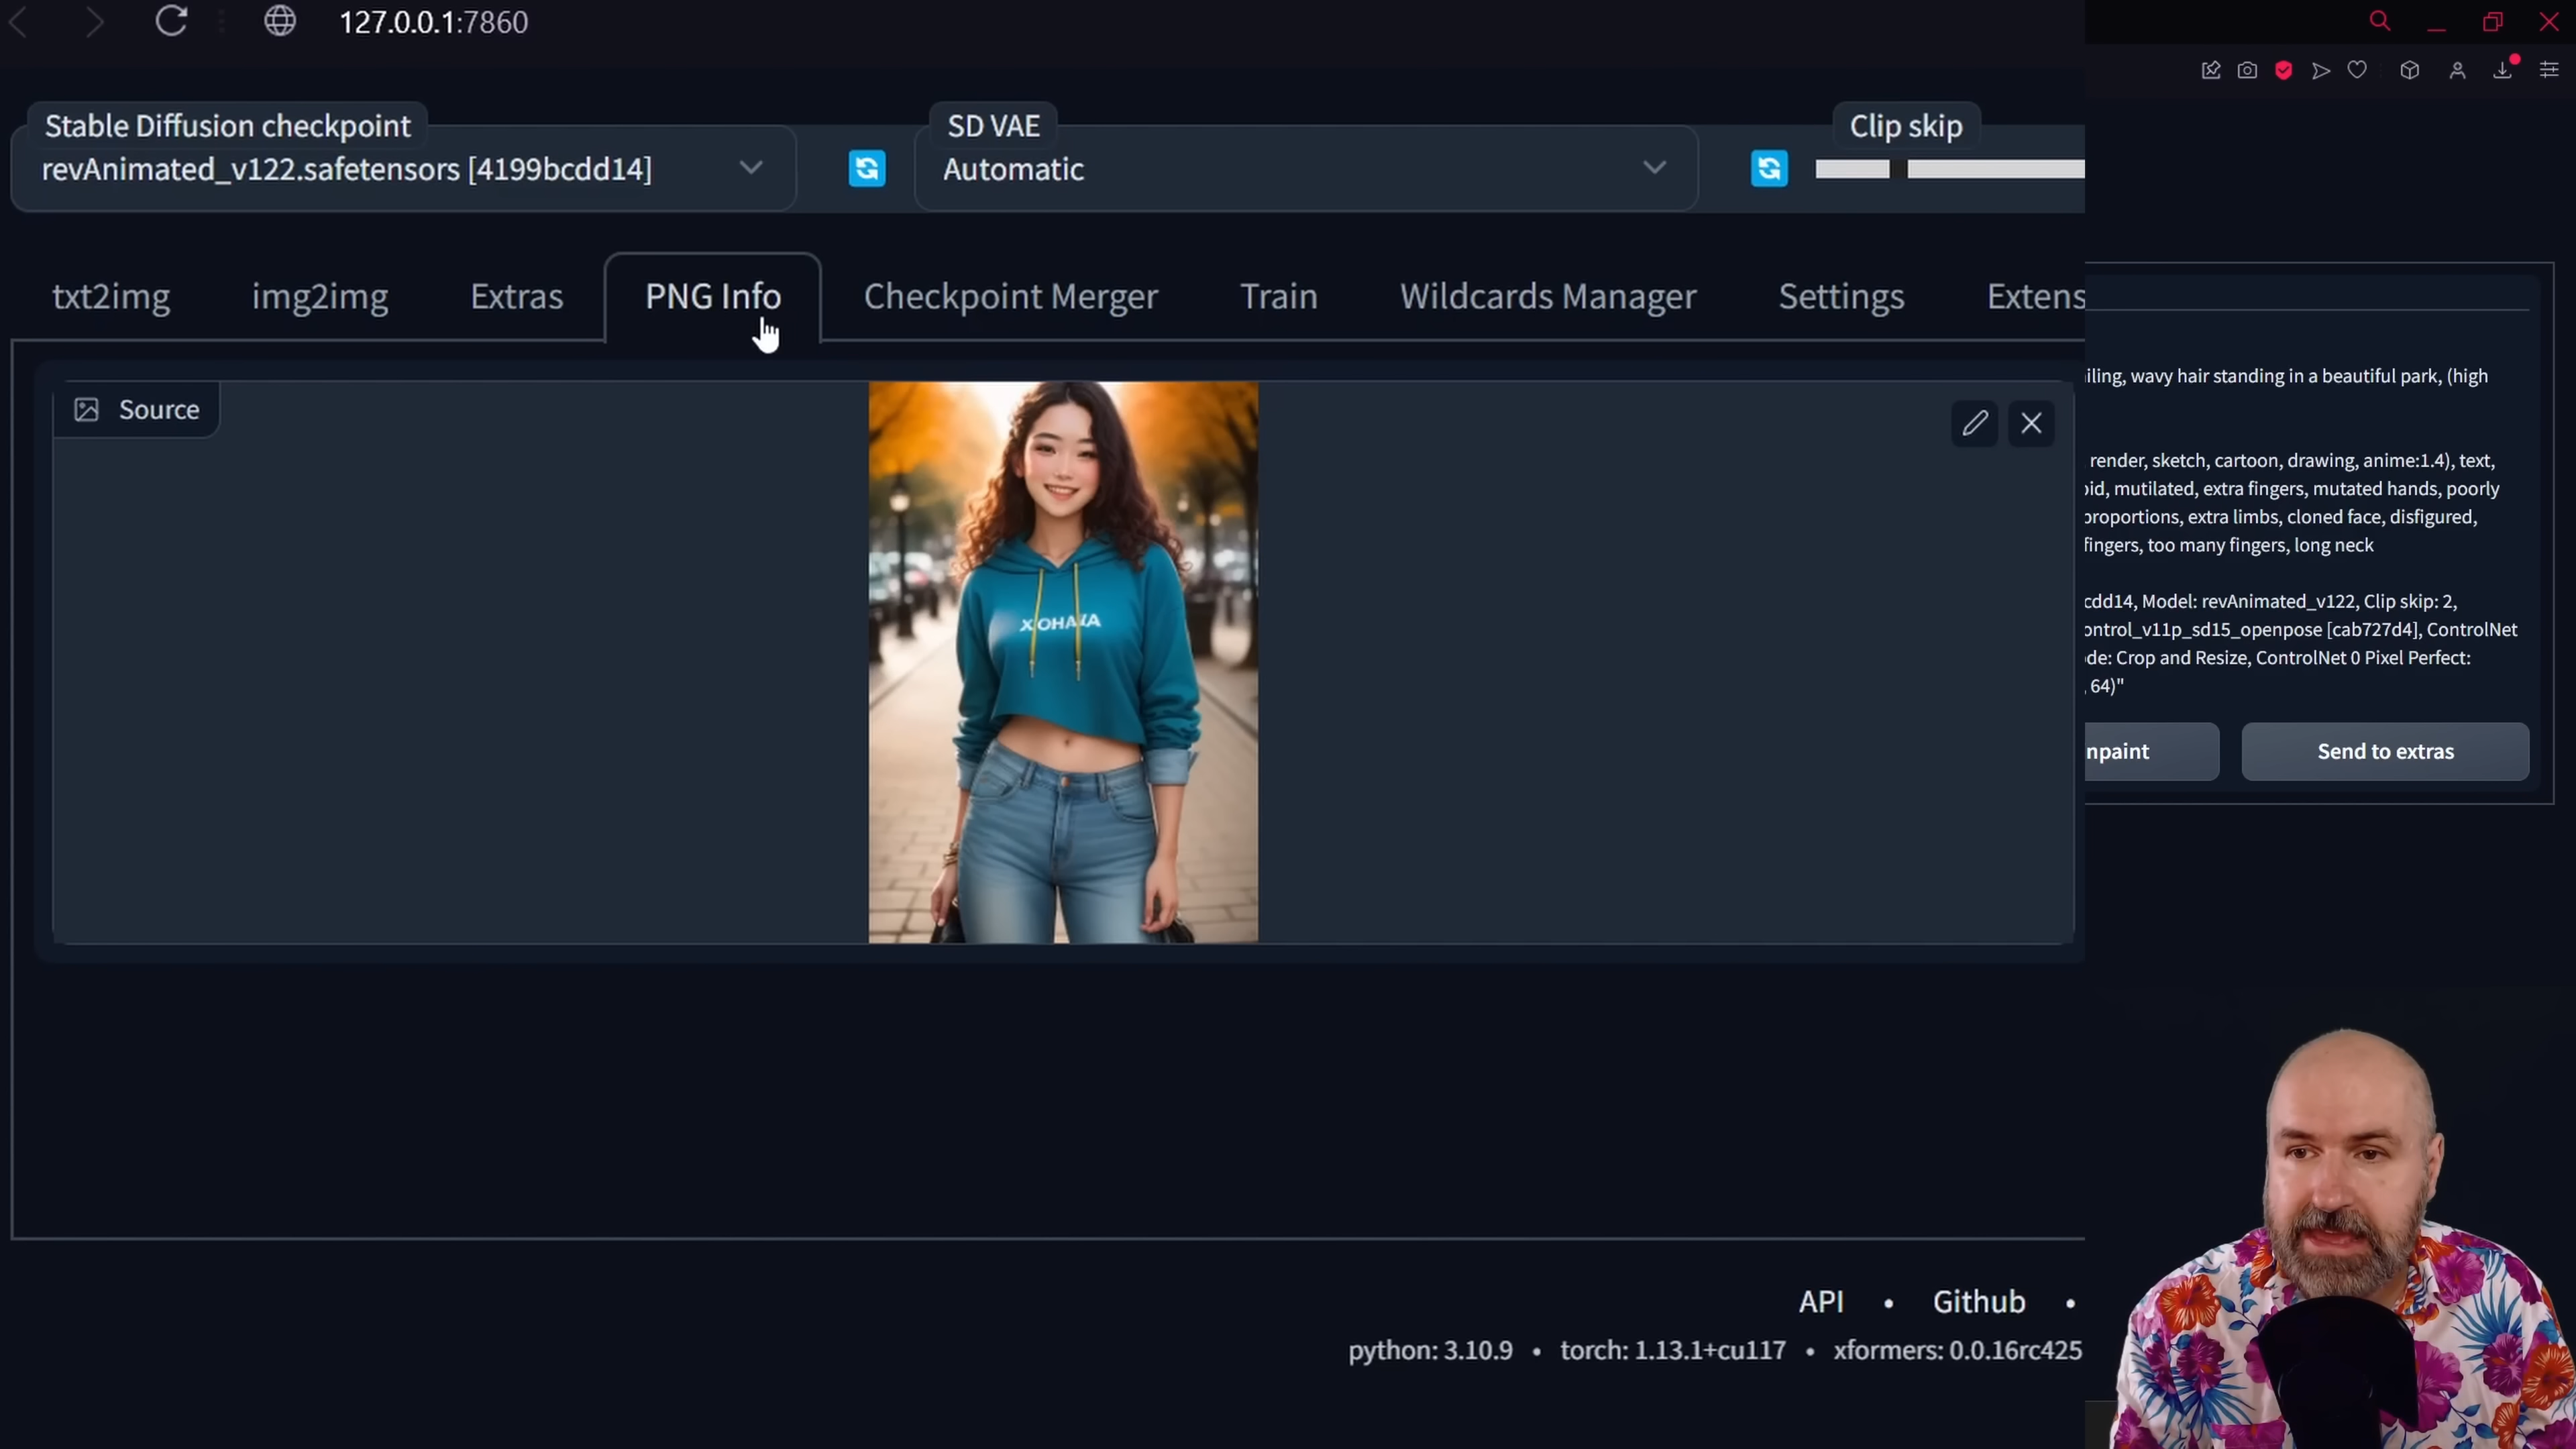 127.0.0.1:7860
Stable Diffusion checkpoint
revAnimated_v122.safetensors [4199bcdd14]
SD VAE
Automatic
Clip skip
txt2img
img2img
Extras
PNG Info
Checkpoint Merger
Train
Wildcards Manager
Settings
Extens
Source
XOHAXA
iling, wavy hair standing in a beautiful park, (high
render, sketch, cartoon, drawing, anime:1.4), text,
id, mutilated, extra fingers, mutated hands, poorly
proportions, extra limbs, cloned face, disfigured,
fingers, too many fingers, long neck
cdd14, Model: revAnimated_v122, Clip skip: 2,
ontrol_v11p_sd15_openpose [cab727d4], ControlNet
de: Crop and Resize, ControlNet 0 Pixel Perfect:
, 64)"
npaint
Send to extras
API • Github •
python: 3.10.9 • torch: 1.13.1+cu117 • xformers: 0.0.16rc425